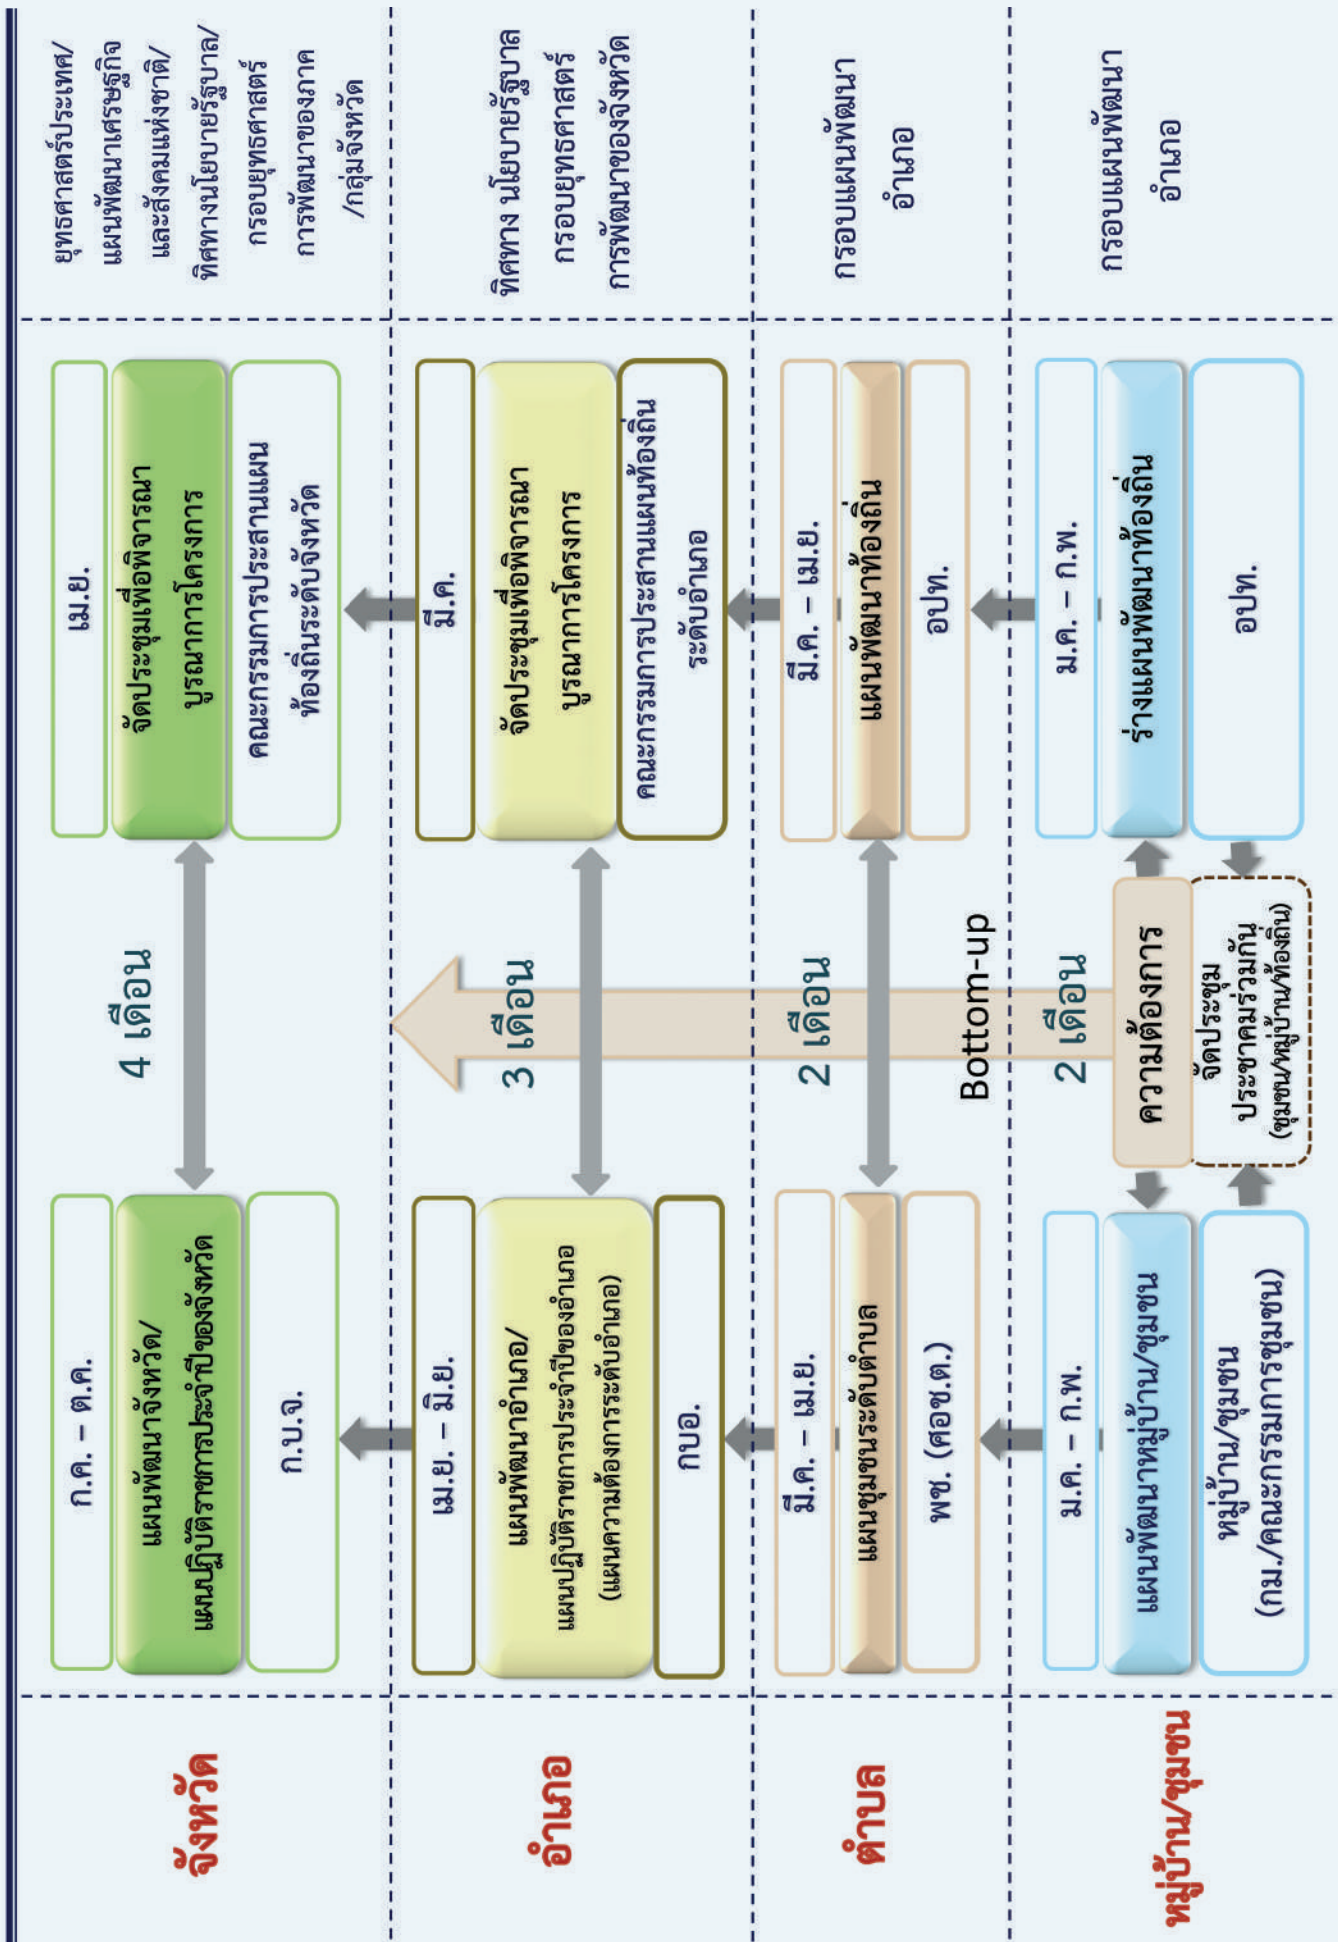 จังหวัด
ก.ค. – ต.ค.
แผนพัฒนาจังหวัด/
แผนปฏิบัติราชการประจำปีของจังหวัด
ก.บ.จ.
4 เดือน
เม.ย.
จัดประชุมเพื่อพิจารณา
บูรณาการโครงการ
คณะกรรมการประสานแผน
ท้องถิ่นระดับจังหวัด
ยุทธศาสตร์ประเทศ/
แผนพัฒนาเศรษฐกิจ
และสังคมแห่งชาติ/
ทิศทางนโยบายรัฐบาล/
กรอบยุทธศาสตร์
การพัฒนาของภาค
/กลุ่มจังหวัด
อำเภอ
เม.ย. – มิ.ย.
แผนพัฒนาอำเภอ/
แผนปฏิบัติราชการประจำปีของอำเภอ
(แผนความต้องการระดับอำเภอ)
กบอ.
3 เดือน
มี.ค.
จัดประชุมเพื่อพิจารณา
บูรณาการโครงการ
คณะกรรมการประสานแผนท้องถิ่น
ระดับอำเภอ
ทิศทาง นโยบายรัฐบาล
กรอบยุทธศาสตร์
การพัฒนาของจังหวัด
ตำบล
มี.ค. – เม.ย.
แผนชุมชนระดับตำบล
พช. (ศอช.ต.)
2 เดือน
Bottom-up
มี.ค. – เม.ย.
แผนพัฒนาท้องถิ่น
อปท.
กรอบแผนพัฒนา
อำเภอ
หมู่บ้าน/ชุมชน
ม.ค. – ก.พ.
แผนพัฒนาหมู่บ้าน/ชุมชน
หมู่บ้าน/ชุมชน
(กม./คณะกรรมการชุมชน)
2 เดือน
ความต้องการ
จัดประชุม
ประชาคมร่วมกัน
(ชุมชน/หมู่บ้าน/ท้องถิ่น)
ม.ค. – ก.พ.
ร่างแผนพัฒนาท้องถิ่น
อปท.
กรอบแผนพัฒนา
อำเภอ